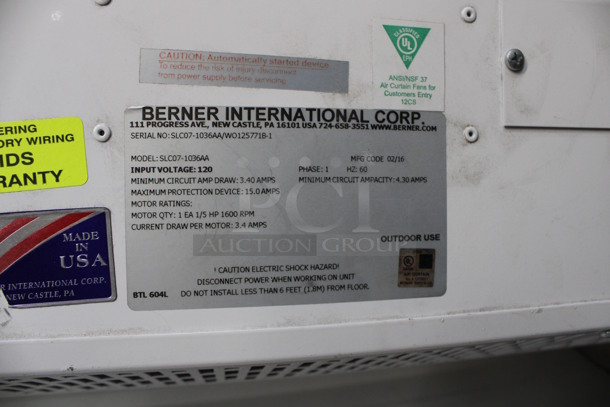 CAUTION: Automatically started device
To reduce the risk of injury disconnect
from power supply before servicing.
CLASSIFIED
UL
EPH
ANSI/NSF 37
Air Curtain Fans for
Customers Entry
12CS
ERING
ORY WIRING
IDS
RANTY
MADE
IN
USA
INTERNATIONAL CORP.
NEW CASTLE, PA
BERNER INTERNATIONAL CORP.
111 PROGRESS AVE., NEW CASTLE, PA 16101 USA 724-658-3551 WWW.BERNER.COM
SERIAL NO: SLC07-1036AA/WO125771B-1
MODEL: SLC07-1036AA MFG CODE 02/16
INPUT VOLTAGE: 120 PHASE: 1 HZ: 60
MINIMUM CIRCUIT AMP DRAW: 3.40 AMPS MINIMUM CIRCUIT AMPACITY: 4.30 AMPS
MAXIMUM PROTECTION DEVICE: 15.0 AMPS
MOTOR RATINGS:
MOTOR QTY: 1 EA 1/5 HP 1600 RPM
CURRENT DRAW PER MOTOR: 3.4 AMPS
RCI
AUCTION GROUP
OUTDOOR USE
! CAUTION ELECTRIC SHOCK HAZARD!
DISCONNECT POWER WHEN WORKING ON UNIT
BTL 604L DO NOT INSTALL LESS THAN 6 FEET (1.8M) FROM FLOOR.